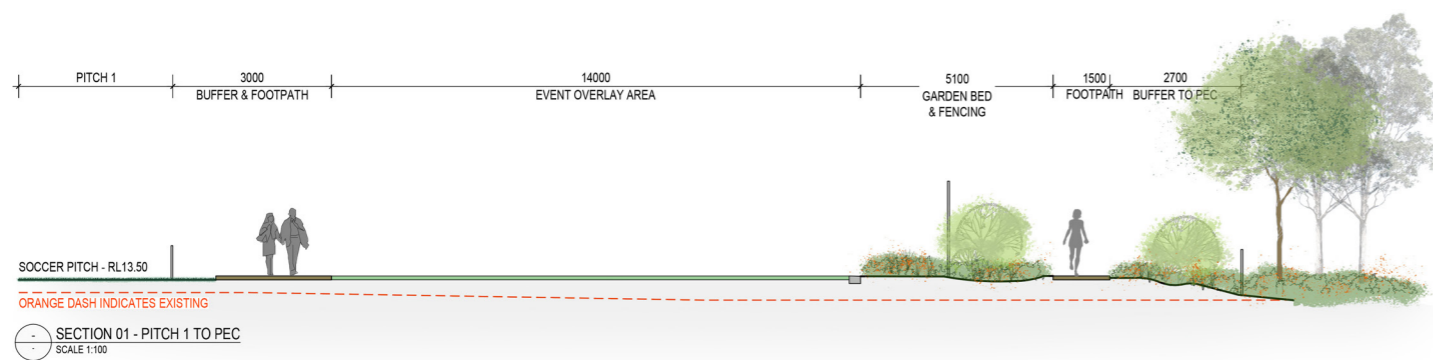 PITCH 1
3000
BUFFER & FOOTPATH
14000
EVENT OVERLAY AREA
5100
GARDEN BED
& FENCING
1500
FOOTPATH
2700
BUFFER TO PEC
SOCCER PITCH - RL13.50
ORANGE DASH INDICATES EXISTING
SECTION 01 - PITCH 1 TO PEC
SCALE 1:100